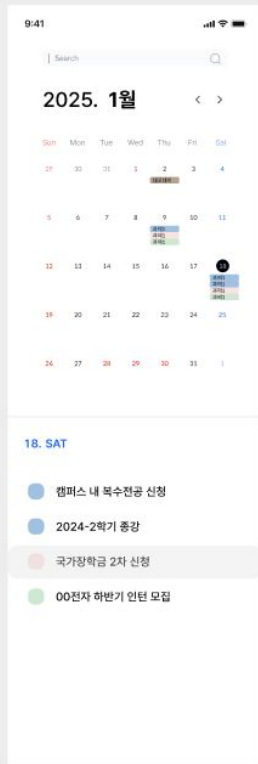 9:41
Search
2025. 1월
Sun Mon Tue Wed Thu Fri Sat
29 30 31 1 2 3 4
5 6 7 8 9 10 11
12 13 14 15 16 17 18
19 20 21 22 23 24 25
26 27 28 29 30 31 1
18. SAT
캠퍼스 내 복수전공 신청
2024-2학기 종강
국가장학금 2차 신청
00전자 하반기 인턴 모집